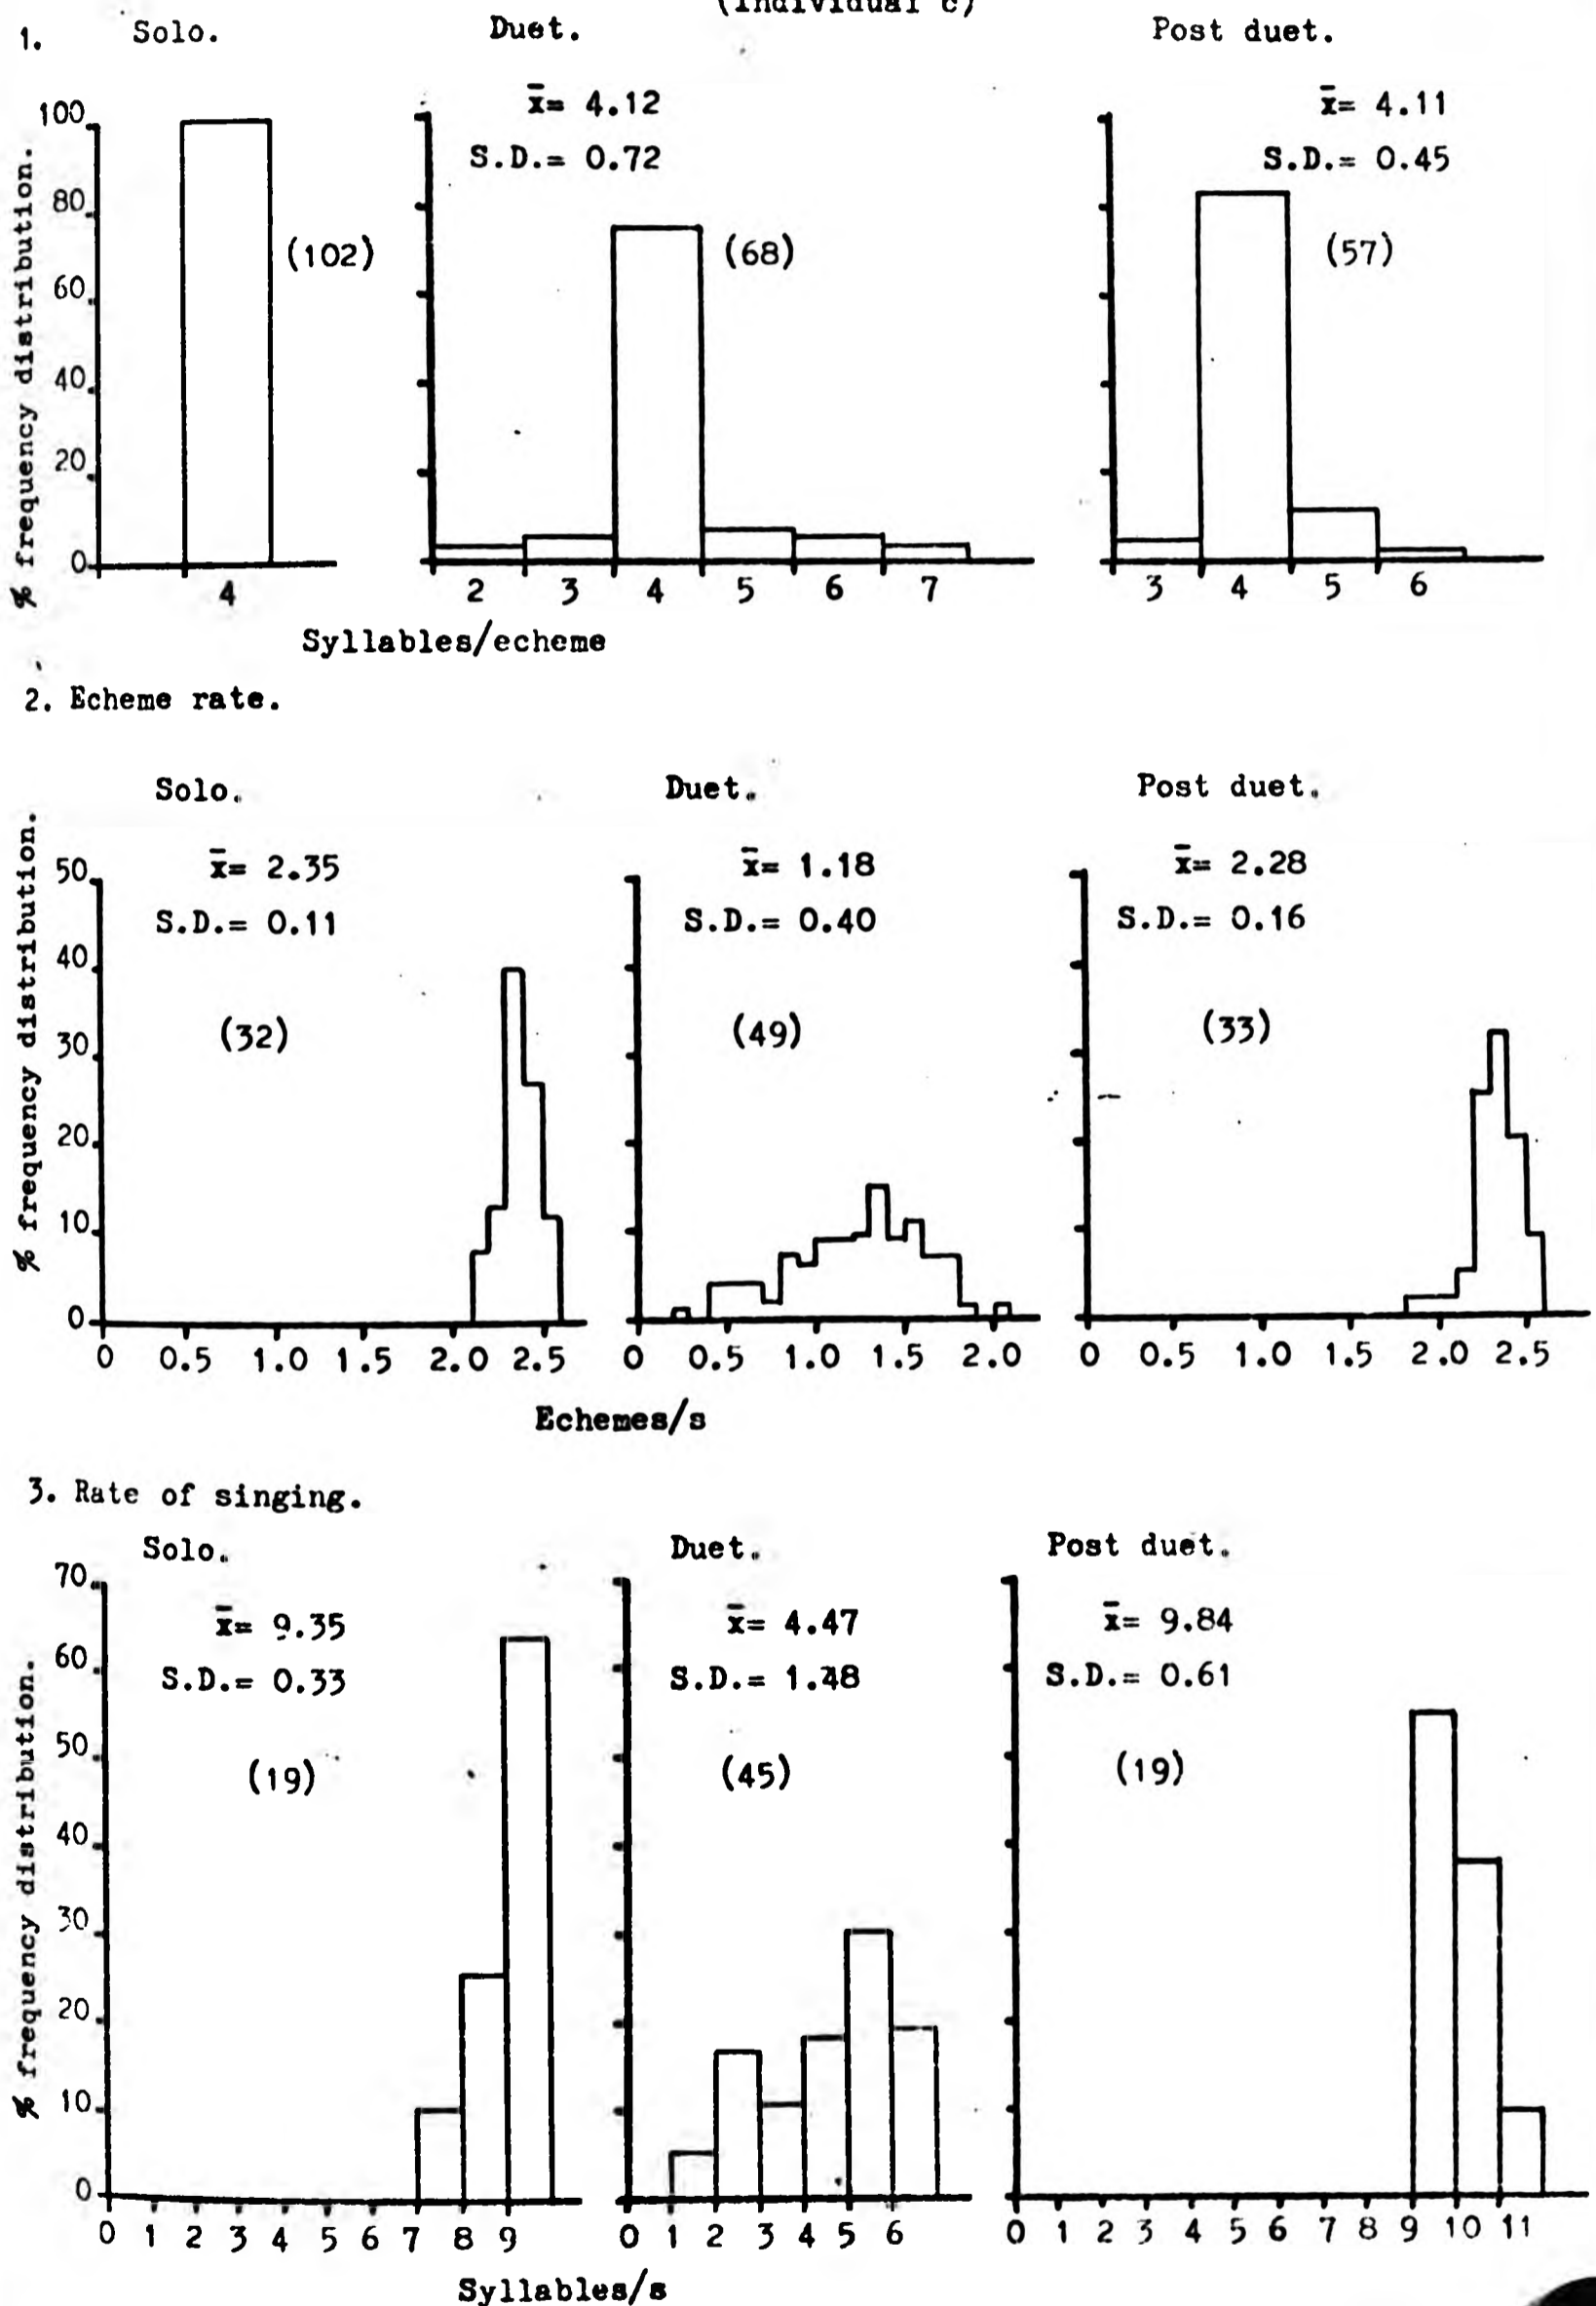 (Individual c)
1. Solo. Duet. Post duet.
x̄= 4.12
S.D.= 0.72
(68)
x̄= 4.11
S.D.= 0.45
(57)
(102)
% frequency distribution.
100
80
60
40
20
0
4
2 3 4 5 6 7
3 4 5 6
Syllables/echeme
2. Echeme rate.
Solo. Duet. Post duet.
x̄= 2.35
S.D.= 0.11
(32)
x̄= 1.18
S.D.= 0.40
(49)
x̄= 2.28
S.D.= 0.16
(33)
% frequency distribution.
50
40
30
20
10
0
0 0.5 1.0 1.5 2.0 2.5
0 0.5 1.0 1.5 2.0
0 0.5 1.0 1.5 2.0 2.5
Echemes/s
3. Rate of singing.
Solo. Duet. Post duet.
x̄= 9.35
S.D.= 0.33
(19)
x̄= 4.47
S.D.= 1.48
(45)
x̄= 9.84
S.D.= 0.61
(19)
% frequency distribution.
70
60
50
40
30
20
10
0
0 1 2 3 4 5 6 7 8 9
0 1 2 3 4 5 6
0 1 2 3 4 5 6 7 8 9 10 11
Syllables/s